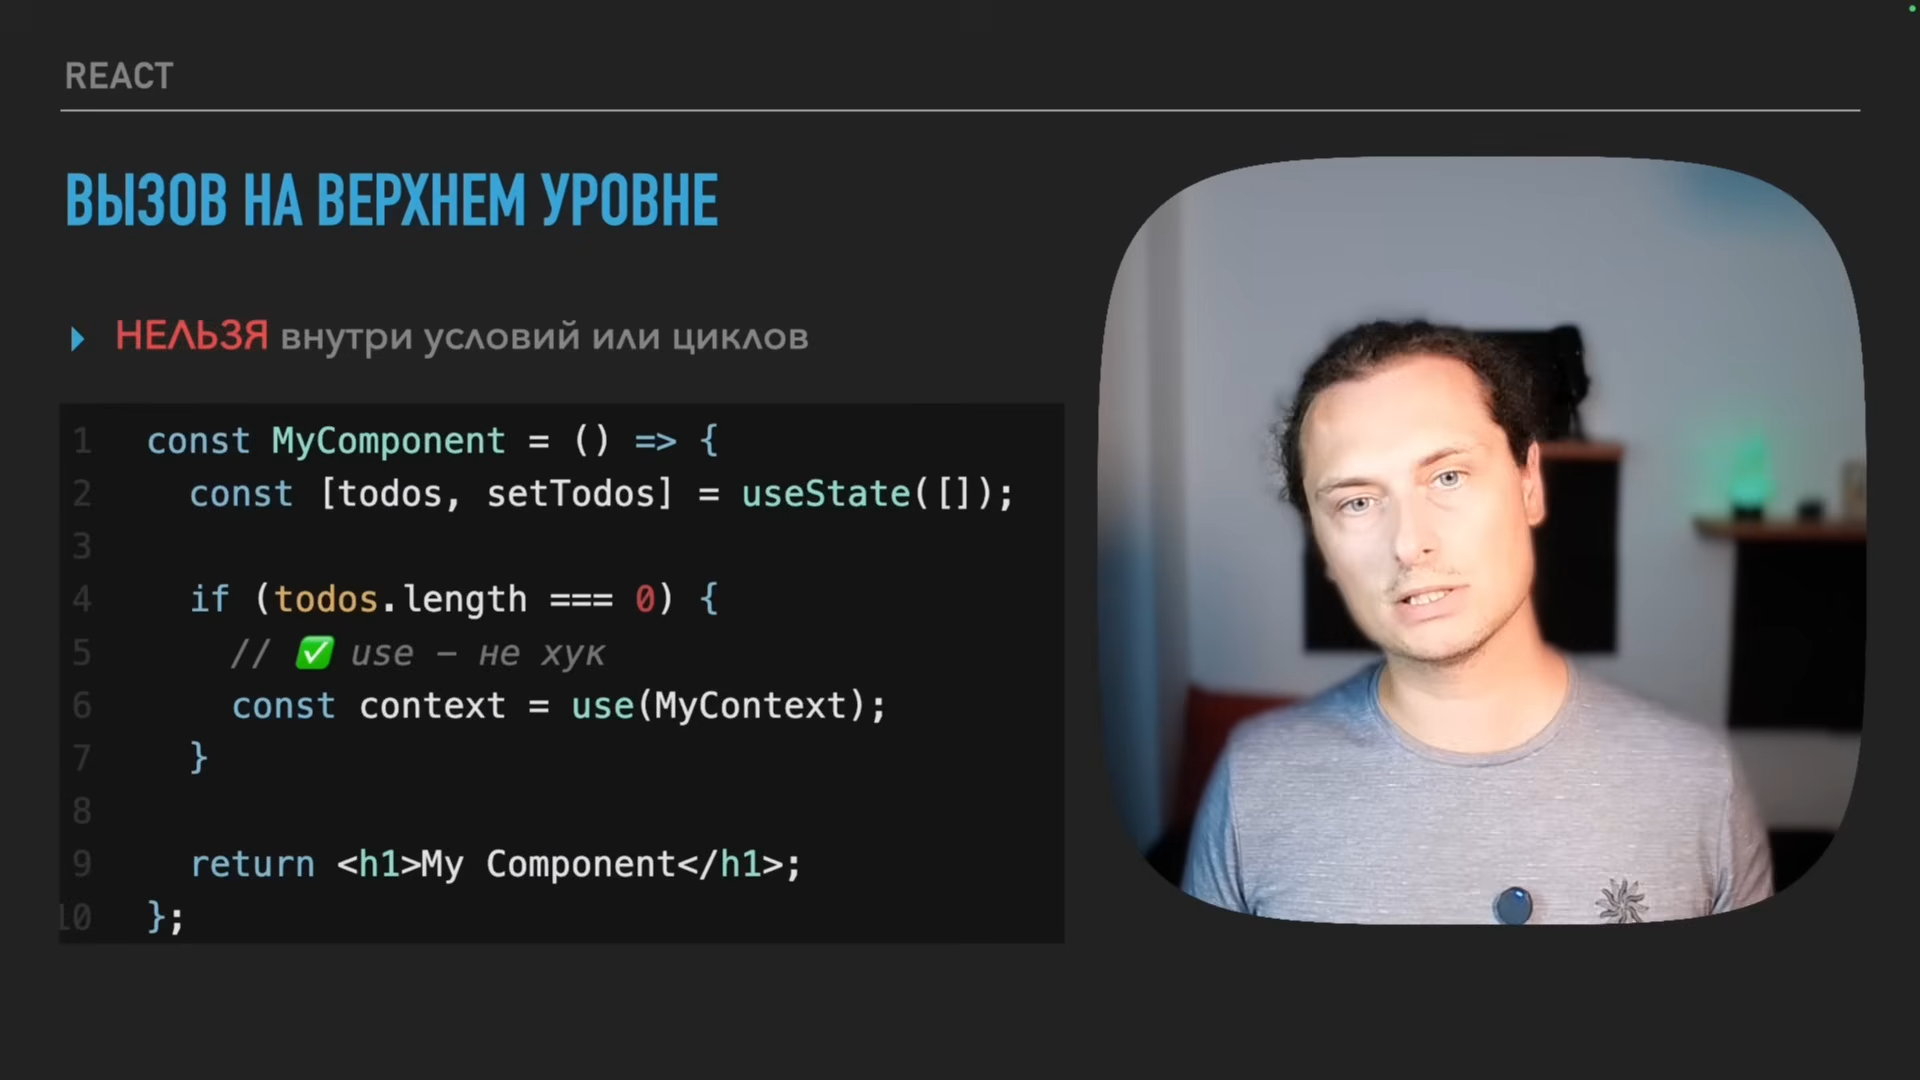 REACT
ВЫЗОВ НА ВЕРХНЕМ УРОВНЕ
НЕЛЬЗЯ внутри условий или циклов
1 const MyComponent = () => {
2 const [todos, setTodos] = useState([]);
3
4 if (todos.length === 0) {
5 // ✅ use – не хук
6 const context = use(MyContext);
7 }
8
9 return <h1>My Component</h1>;
10 };